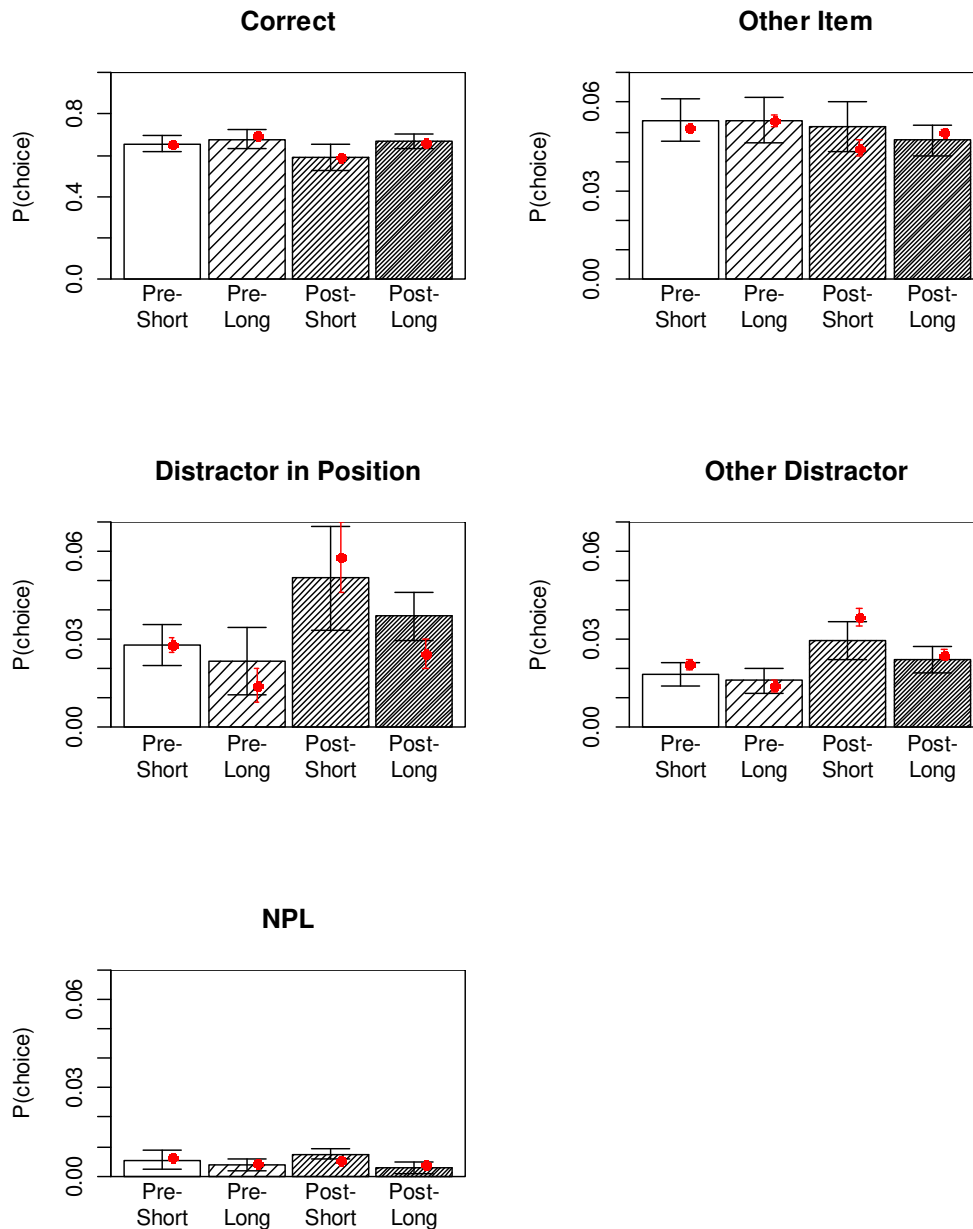 Correct
P(choice)
0.8
0.4
0.0
Pre-Short
Pre-Long
Post-Short
Post-Long
Other Item
P(choice)
0.06
0.03
0.00
Pre-Short
Pre-Long
Post-Short
Post-Long
Distractor in Position
P(choice)
0.06
0.03
0.00
Pre-Short
Pre-Long
Post-Short
Post-Long
Other Distractor
P(choice)
0.06
0.03
0.00
Pre-Short
Pre-Long
Post-Short
Post-Long
NPL
P(choice)
0.06
0.03
0.00
Pre-Short
Pre-Long
Post-Short
Post-Long